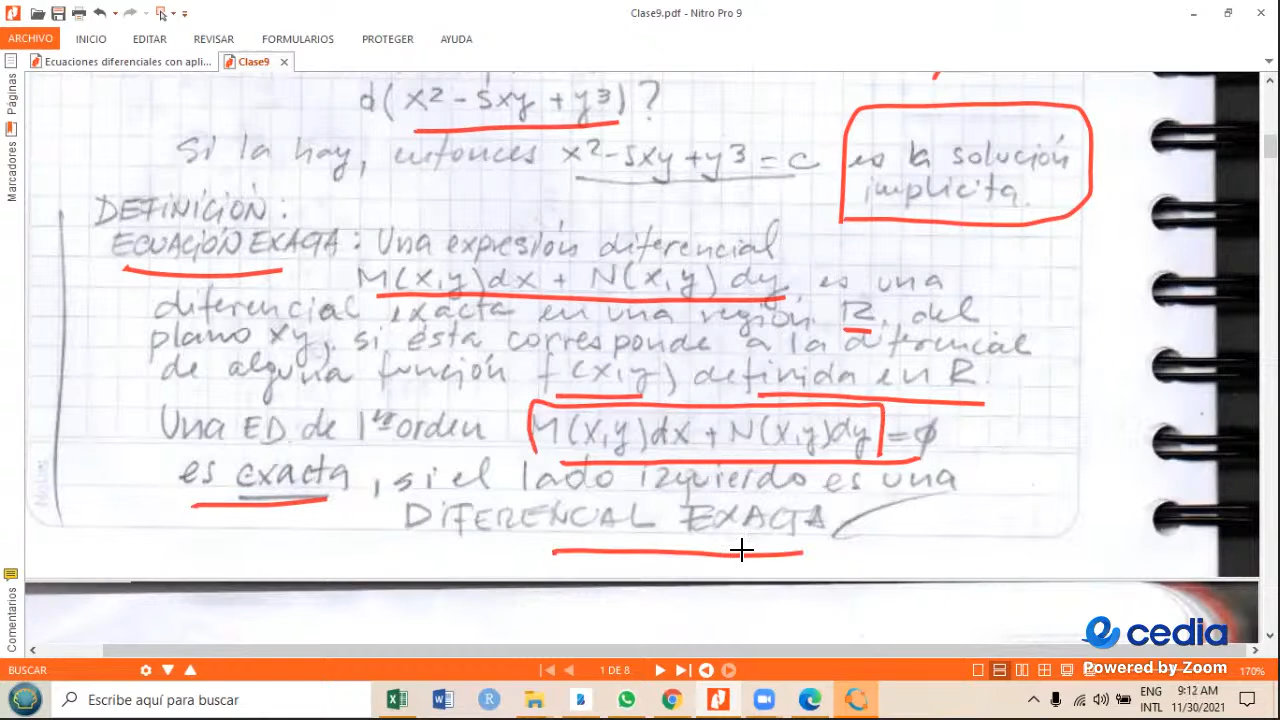 Clase9.pdf - Nitro Pro 9
ARCHIVO INICIO EDITAR REVISAR FORMULARIOS PROTEGER AYUDA
Ecuaciones diferenciales con apli... Clase9
Páginas
Marcadores
Comentarios
d(x² - 5xy + y³)?
Si la hay, entonces x² - 5xy + y³ = c es la solución
implícita.
DEFINICIÓN:
ECUACION EXACTA: Una expresión diferencial
M(x,y)dx + N(x,y)dy, es una
diferencial exacta en una región R, del
plano xy, si ésta corresponde a la diferencial
de alguna función f(x,y) definida en R.
Una ED de 1er orden M(x,y)dx + N(x,y)dy = ϕ
es exacta, si el lado izquierdo es una
DIFERENCIAL EXACTA
cedia
Powered by Zoom
BUSCAR 1 DE 8 170%
Escribe aquí para buscar
ENG 9:12 AM
INTL 11/30/2021